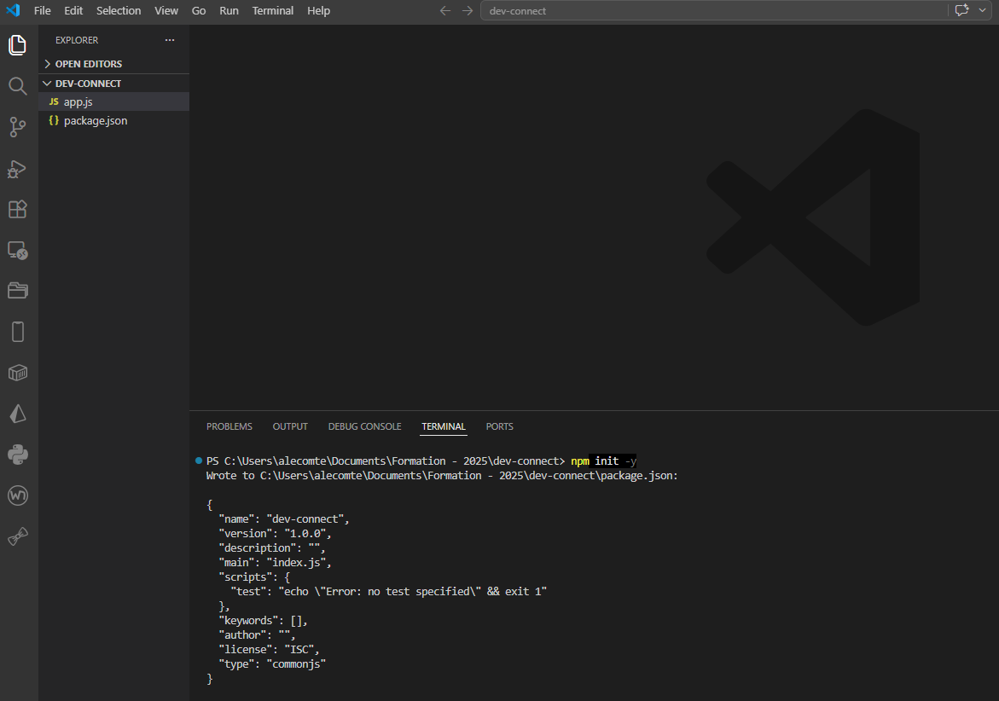 File Edit Selection View Go Run Terminal Help
dev-connect
EXPLORER
OPEN EDITORS
DEV-CONNECT
JS app.js
{} package.json
PROBLEMS OUTPUT DEBUG CONSOLE TERMINAL PORTS
PS C:\Users\alecomte\Documents\Formation - 2025\dev-connect> npm init -y
Wrote to C:\Users\alecomte\Documents\Formation - 2025\dev-connect\package.json:
{
  "name": "dev-connect",
  "version": "1.0.0",
  "description": "",
  "main": "index.js",
  "scripts": {
    "test": "echo \"Error: no test specified\" && exit 1"
  },
  "keywords": [],
  "author": "",
  "license": "ISC",
  "type": "commonjs"
}